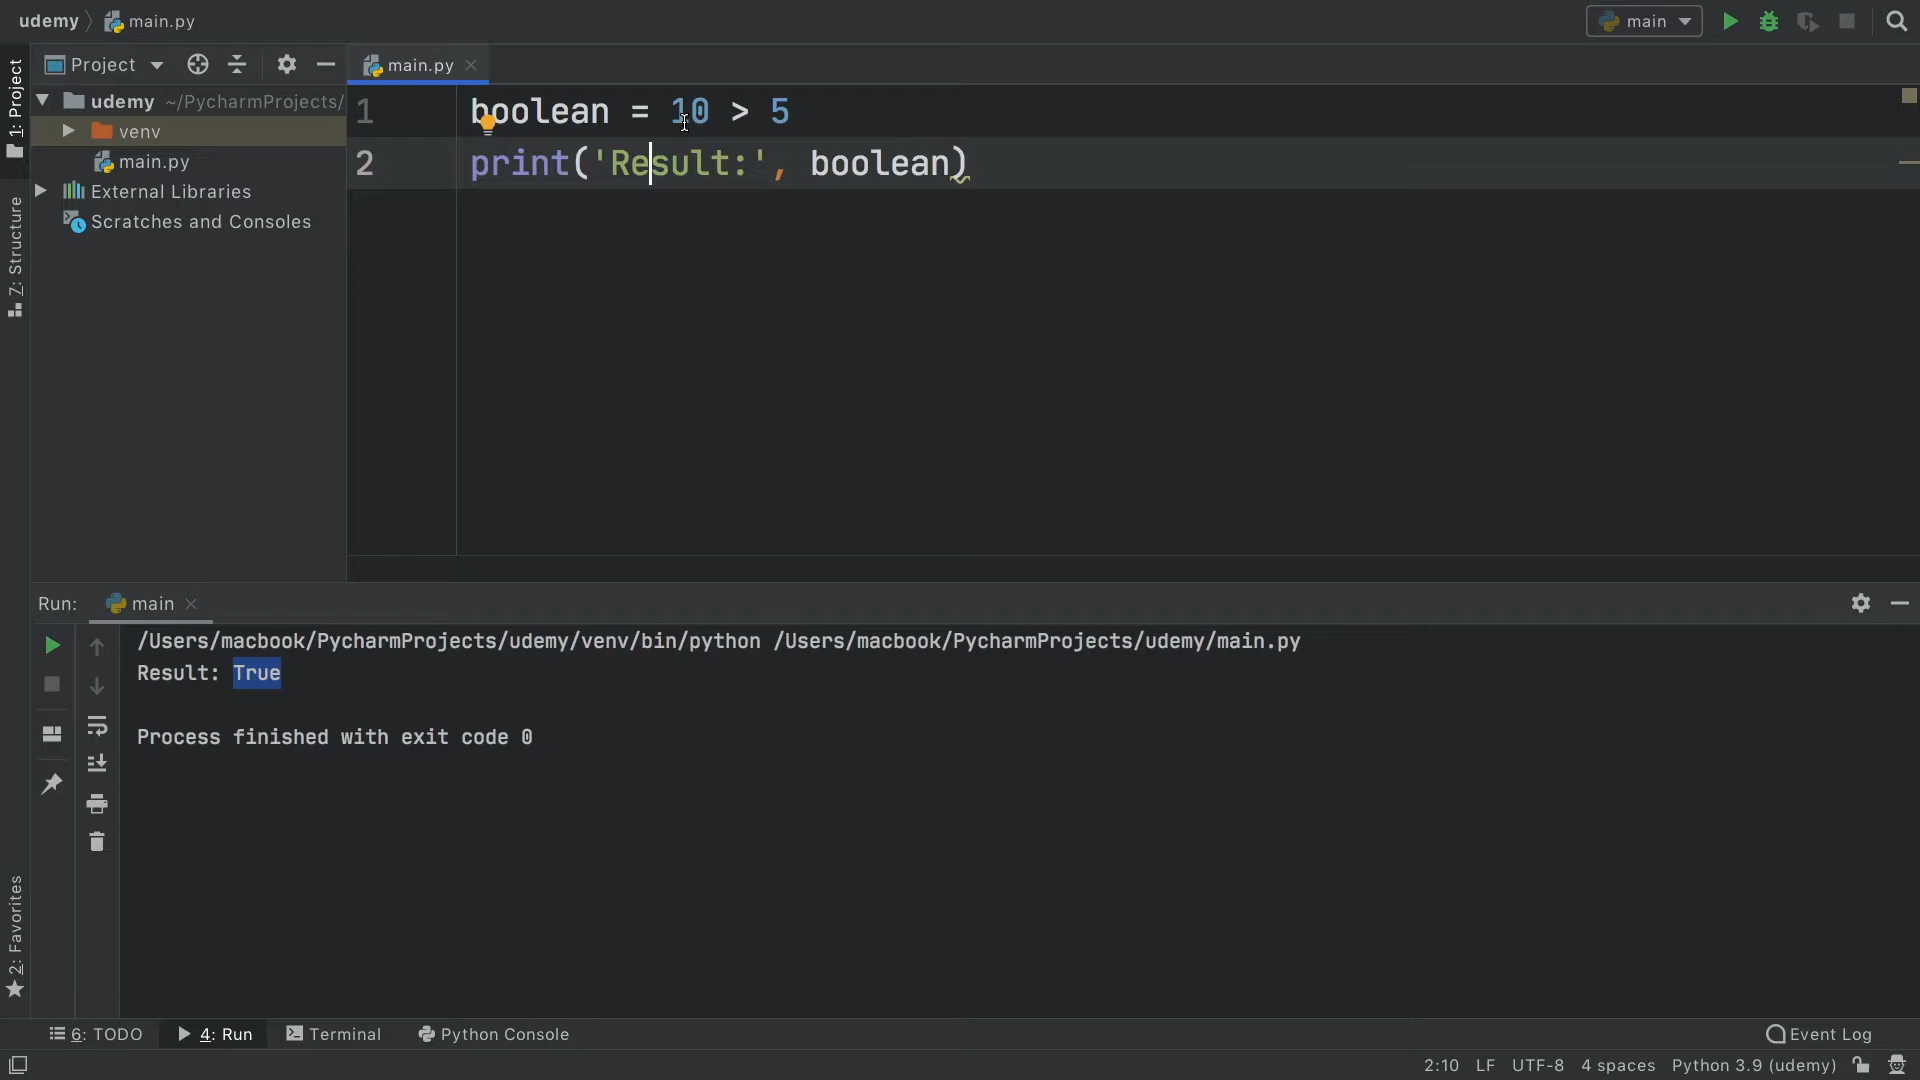 udemy main.py
main
1: Project
Project
main.py
udemy ~/PycharmProjects/
venv
main.py
External Libraries
Scratches and Consoles
Z: Structure
2: Favorites
1 boolean = 10 > 5
2 print('Result:', boolean)
Run: main
/Users/macbook/PycharmProjects/udemy/venv/bin/python /Users/macbook/PycharmProjects/udemy/main.py
Result: True
Process finished with exit code 0
6: TODO 4: Run Terminal Python Console Event Log
2:10 LF UTF-8 4 spaces Python 3.9 (udemy)